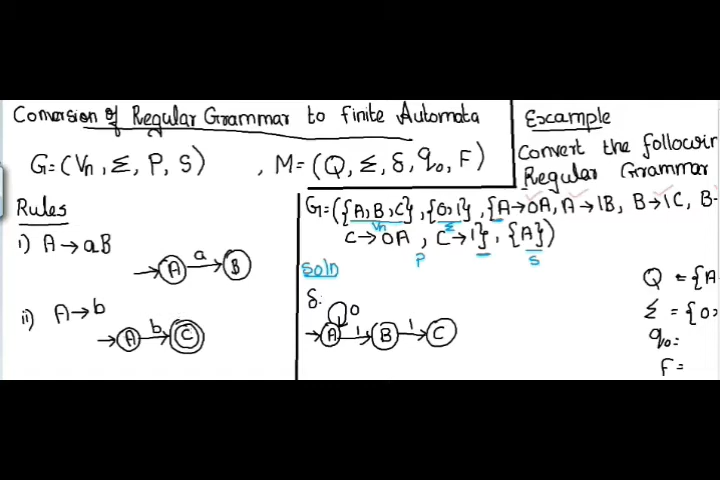 Conversion of Regular Grammar to finite Automata
G=(Vn, Σ, P, S) , M=(Q, Σ, δ, q₀, F)
Rules
i) A→aB
A a B
ii) A→b
A b C
Example
Convert the followin
Regular Grammar
G=({A,B,C}, {0,1}, {A→0A, A→1B, B→1C, B-
C→0A, C→1}, {A})
Vn Σ
P S
soln
δ.
0
A 1 B 1 C
Q = {A
Σ = {0,
q₀:
F=